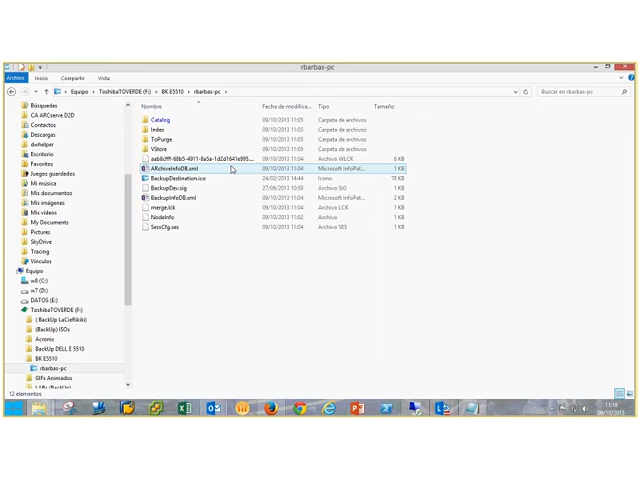 rbarbas-pc
Archivo Inicio Compartir Vista
Equipo ToshibaTOVERDE (F:) BK E5510 rbarbas-pc Buscar en rbarbas-pc
Nombre Fecha de modifica... Tipo Tamaño
Catalog 09/10/2013 11:05 Carpeta de archivos
Index 09/10/2013 11:05 Carpeta de archivos
ToPurge 09/10/2013 11:05 Carpeta de archivos
VStore 09/10/2013 11:05 Carpeta de archivos
09/10/2013 11:04 Archivo WLCK 6 KB
ARchiveInfoDB.xml 09/10/2013 11:04 Microsoft InfoPat... 1 KB
BackupDestination.ico 24/02/2013 14:44 Icono 78 KB
BackupDev.sig 27/06/2013 10:58 Archivo SIG 1 KB
BackupInfoDB.xml 09/10/2013 11:04 Microsoft InfoPat... 2 KB
merge.lck 09/10/2013 11:04 Archivo LCK 1 KB
NodeInfo 09/10/2013 11:02 Archivo 1 KB
SessCfg.ses 09/10/2013 11:04 Archivo SES 1 KB
Búsquedas
CA ARCserve D2D
Contactos
Descargas
dwhelper
Escritorio
Favoritos
Juegos guardados
Mi música
Mis documentos
Mis imágenes
Mis vídeos
My Documents
Pictures
SkyDrive
Tracing
Vínculos
Equipo
w8 (C:)
w7 (D:)
DATOS (E:)
ToshibaTOVERDE (F:)
( BackUp LaCieRikiki)
(BackUp) ISOs
Acronis
BackUp DELL E 5510
BK E5510
rbarbas-pc
GIFs Animados
12 elementos
11:10
09/10/2013